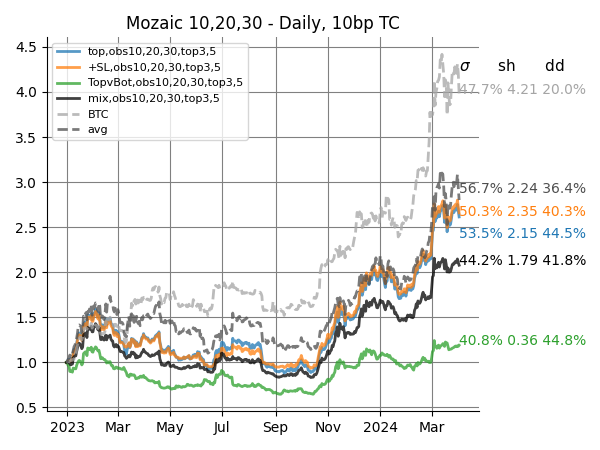 Mozaic 10,20,30 - Daily, 10bp TC
top,obs10,20,30,top3,5
+SL,obs10,20,30,top3,5
TopvBot,obs10,20,30,top3,5
mix,obs10,20,30,top3,5
BTC
avg
σ sh dd
47.7% 4.21 20.0%
56.7% 2.24 36.4%
50.3% 2.35 40.3%
53.5% 2.15 44.5%
44.2% 1.79 41.8%
40.8% 0.36 44.8%
4.5
4.0
3.5
3.0
2.5
2.0
1.5
1.0
0.5
2023 Mar May Jul Sep Nov 2024 Mar